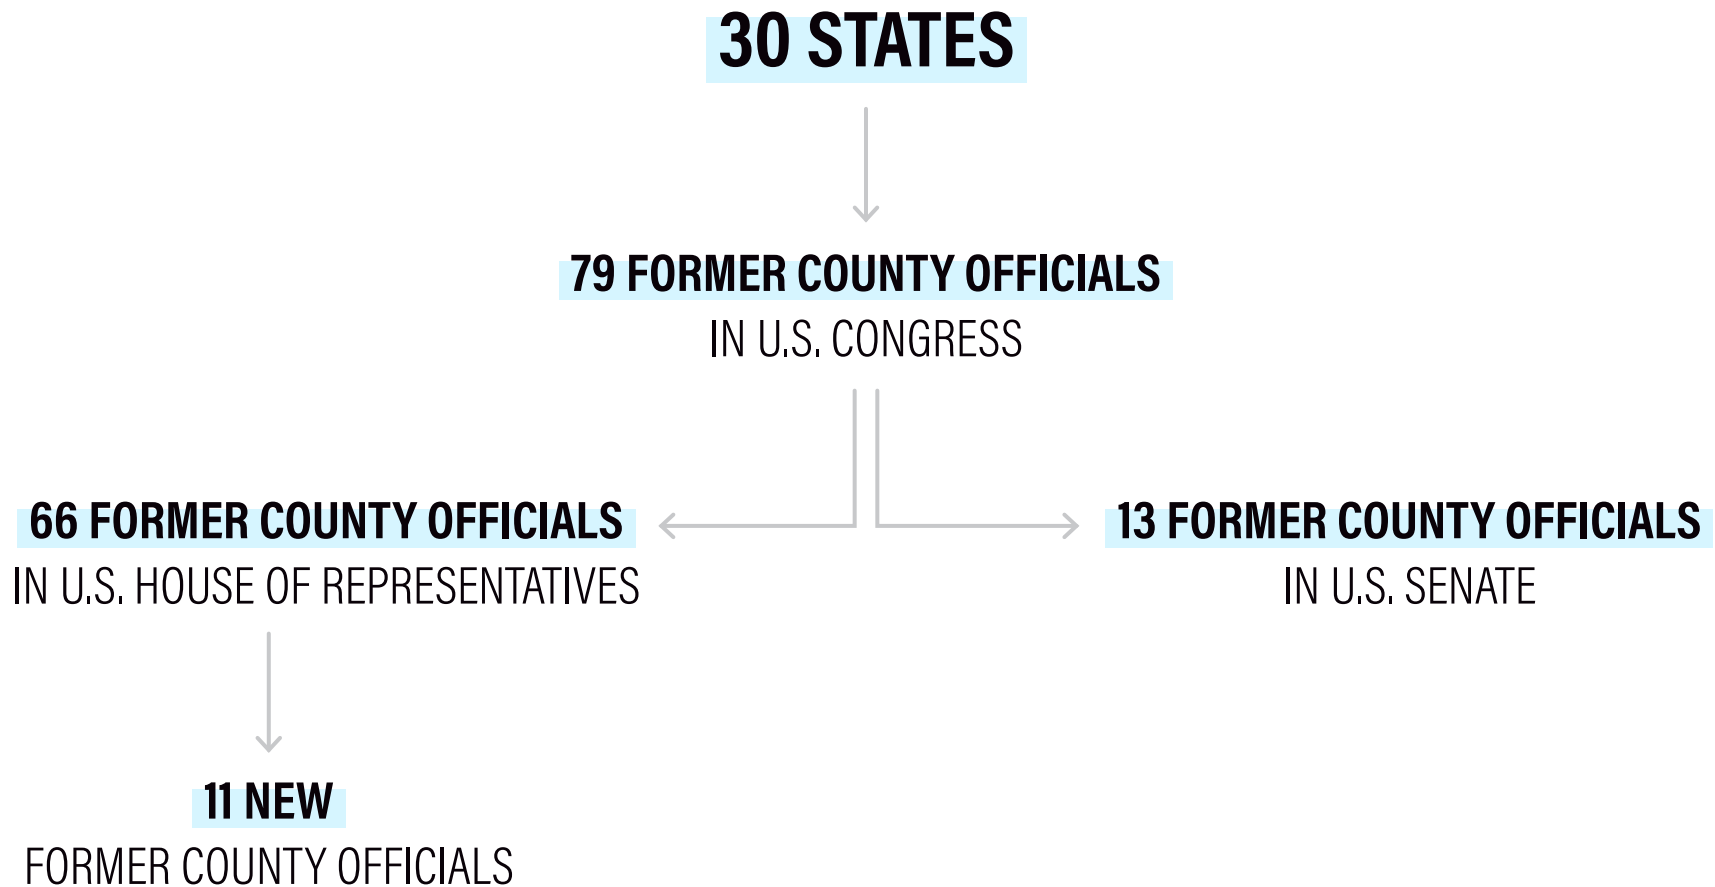 30 STATES
79 FORMER COUNTY OFFICIALS
IN U.S. CONGRESS
66 FORMER COUNTY OFFICIALS
IN U.S. HOUSE OF REPRESENTATIVES
13 FORMER COUNTY OFFICIALS
IN U.S. SENATE
11 NEW
FORMER COUNTY OFFICIALS